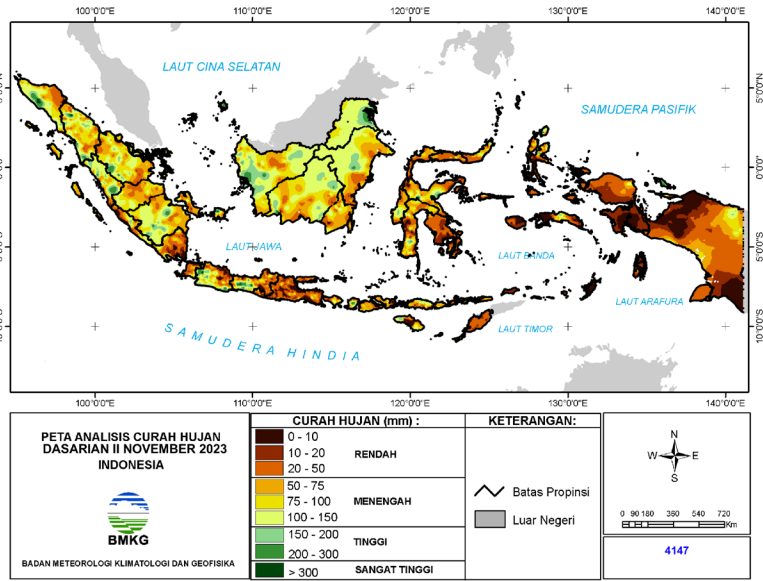 100°0'0"E 110°0'0"E 120°0'0"E 130°0'0"E 140°0'0"E
LAUT CINA SELATAN
SAMUDERA PASIFIK
5°0'0"N
0°0'0"
5°0'0"S
10°0'0"S
LAUT JAWA
LAUT BANDA
LAUT ARAFURA
LAUT TIMOR
SAMUDERA HINDIA
100°0'0"E 110°0'0"E 120°0'0"E 130°0'0"E 140°0'0"E
PETA ANALISIS CURAH HUJAN
DASARIAN II NOVEMBER 2023
INDONESIA
BMKG
BADAN METEOROLOGI KLIMATOLOGI DAN GEOFISIKA
CURAH HUJAN (mm) :
0 - 10
10 - 20
20 - 50
RENDAH
50 - 75
75 - 100
100 - 150
MENENGAH
150 - 200
200 - 300
TINGGI
> 300
SANGAT TINGGI
KETERANGAN:
Batas Propinsi
Luar Negeri
N
W E
S
0 90 180 360 540 720
Km
4147